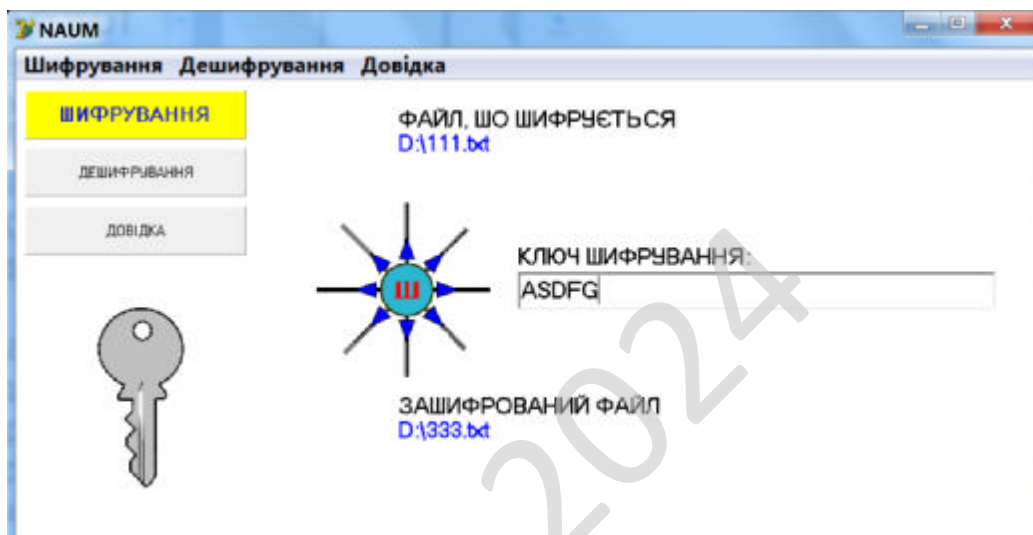 NAUM
Шифрування Дешифрування Довідка
ШИФРУВАННЯ
ДЕШИФРУВАННЯ
ДОВІДКА
ФАЙЛ, ШО ШИФРУЄТЬСЯ
D:\111.txt
Ш
КЛЮЧ ШИФРУВАННЯ:
ASDFG
ЗАШИФРОВАНИЙ ФАЙЛ
D:\333.txt
2024